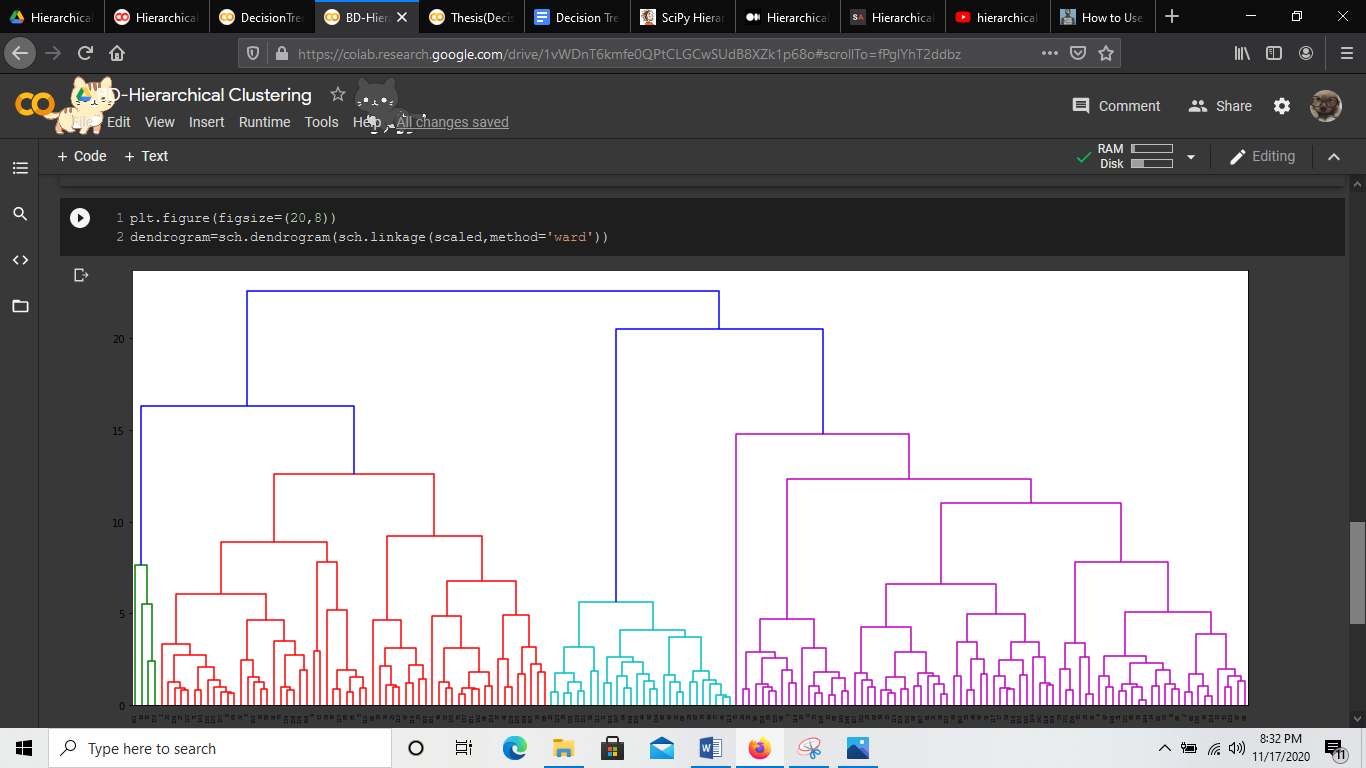 Hierarchical
Hierarchical
DecisionTree
BD-Hiera
Thesis(Decis
Decision Tre
SciPy Hierar
Hierarchical
SA Hierarchical
hierarchical
How to Use
https://colab.research.google.com/drive/1vWDnT6kmfe0QPtCLGCwSUdB8XZk1p68o#scrollTo=fPglYhT2ddbz
BD-Hierarchical Clustering
Comment
Share
File Edit View Insert Runtime Tools Help All changes saved
+ Code + Text
RAM
Disk
Editing
1 plt.figure(figsize=(20,8))
2 dendrogram=sch.dendrogram(sch.linkage(scaled,method='ward'))
20
15
10
5
0
Type here to search
8:32 PM
11/17/2020
11